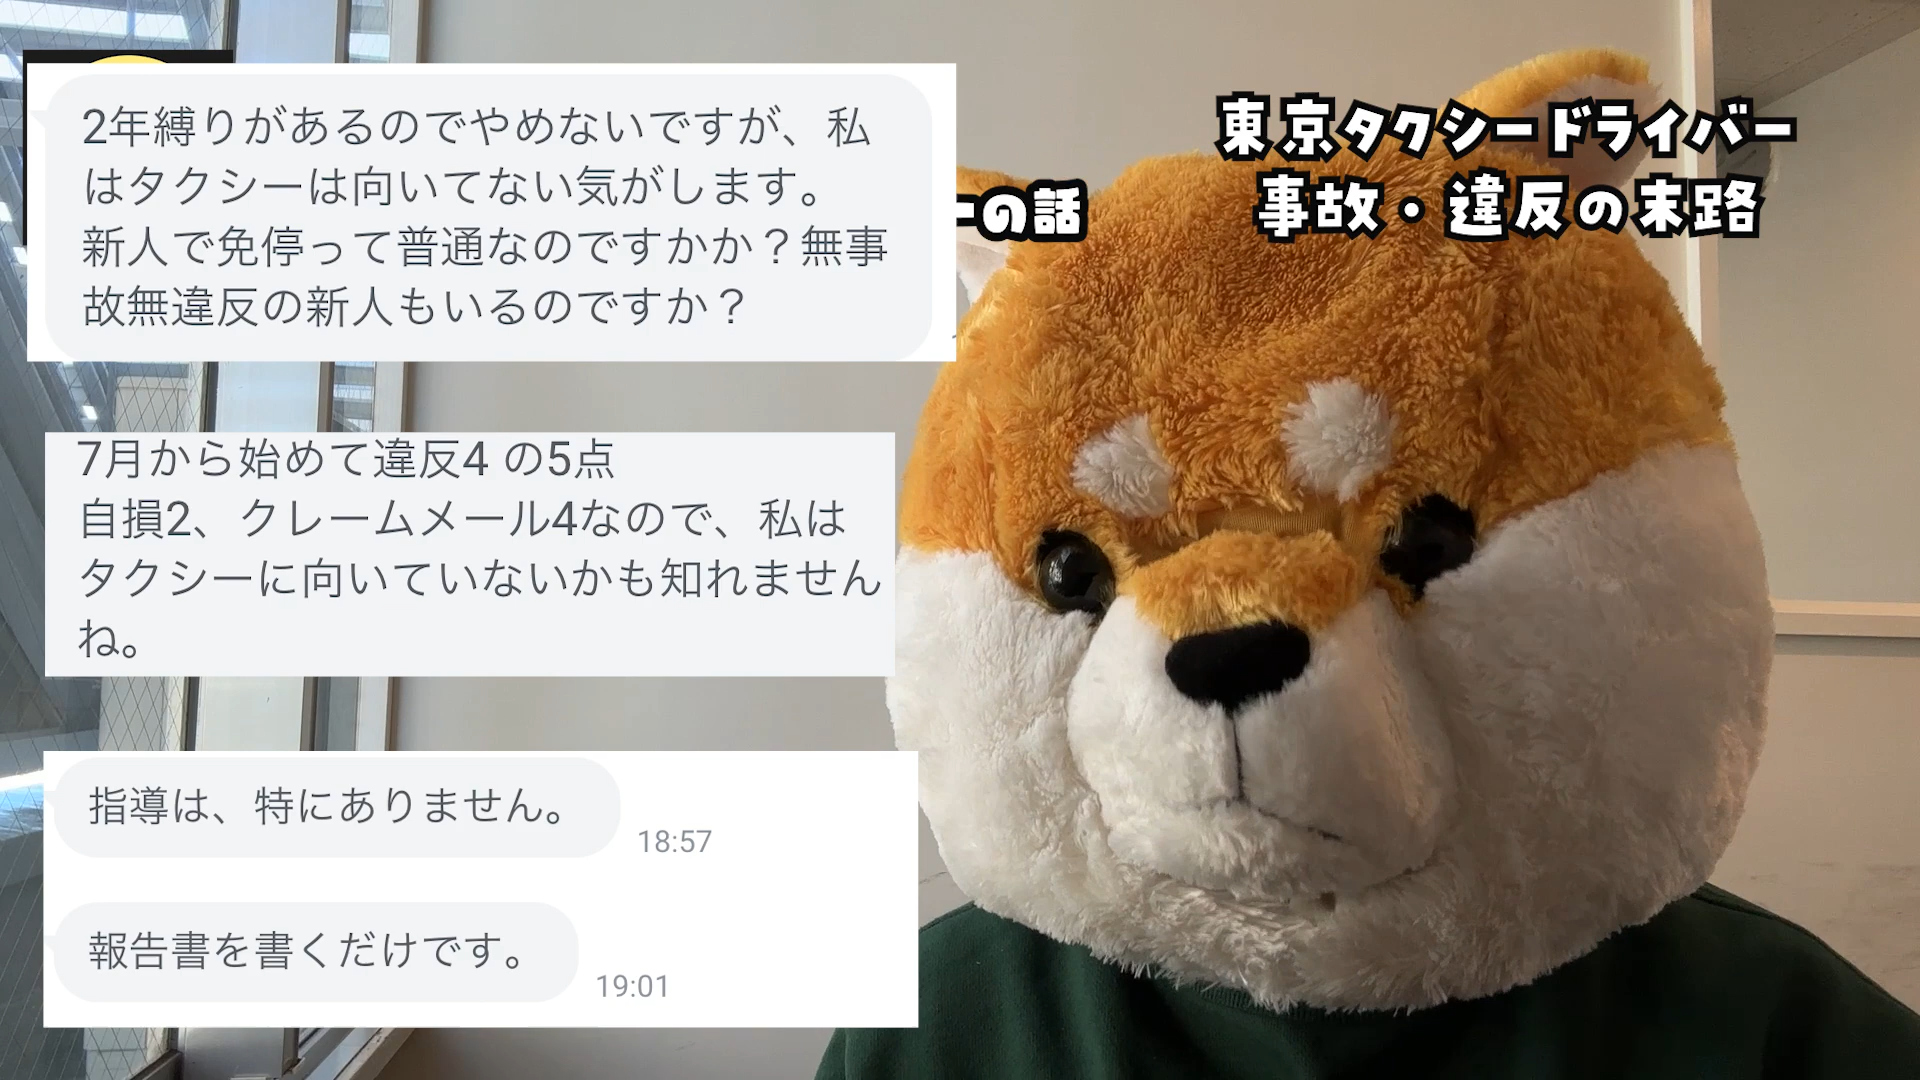 2年縛りがあるのでやめないですが、私
はタクシーは向いてない気がします。
新人で免停って普通なのですかか？無事
故無違反の新人もいるのですか？
7月から始めて違反4 の5点
自損2、クレームメール4なので、私は
タクシーに向いていないかも知れません
ね。
指導は、特にありません。
18:57
報告書を書くだけです。
19:01
ーの話
東京タクシードライバー
事故・違反の末路